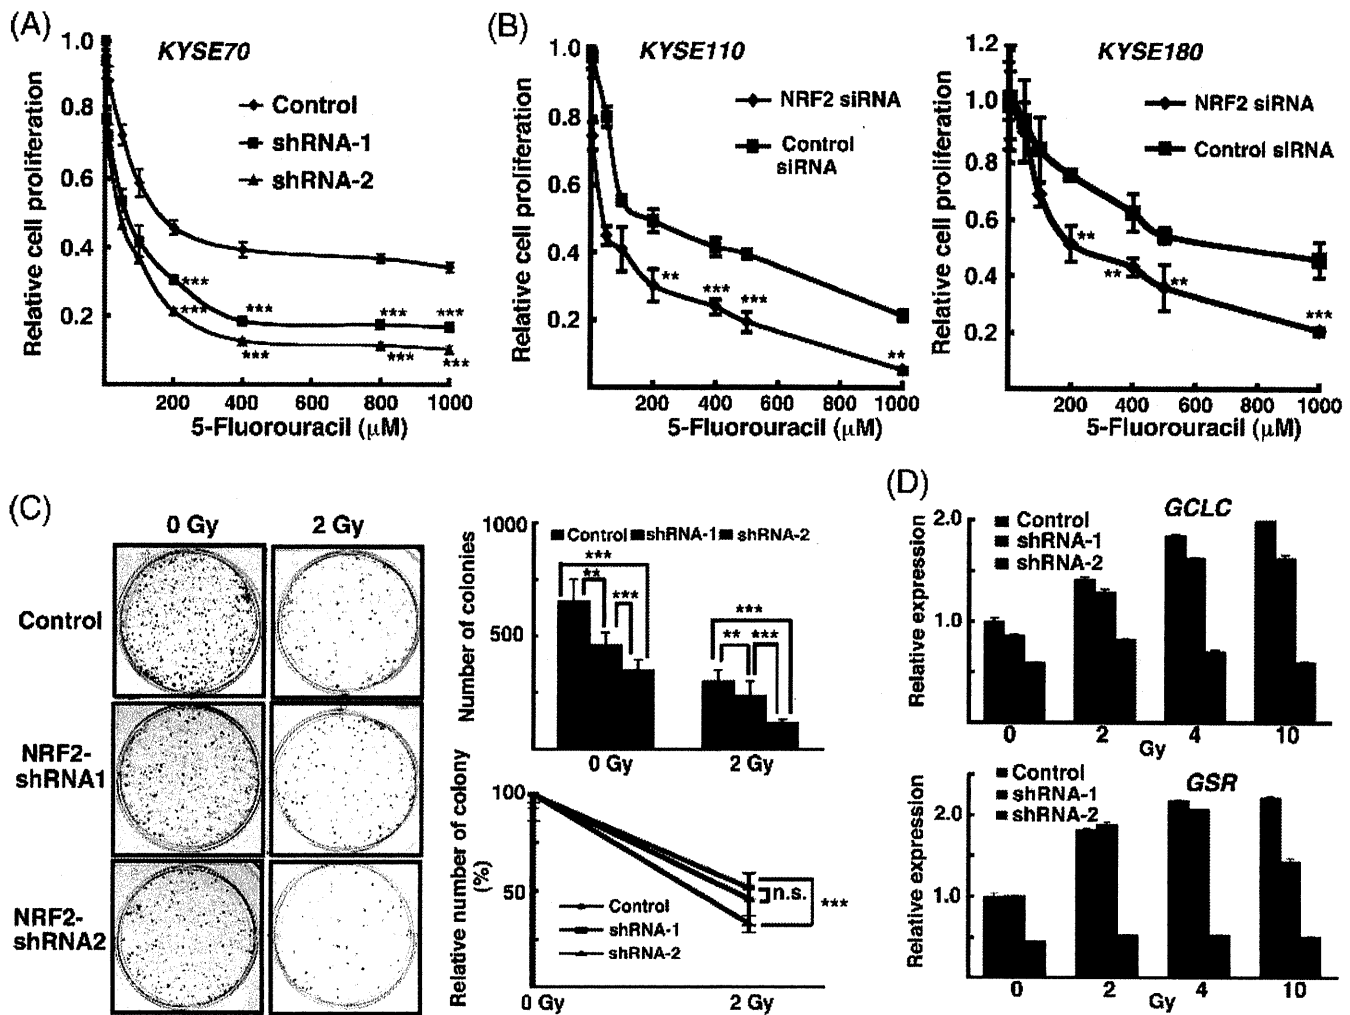 (A)
KYSE70
Relative cell proliferation
1.0
0.8
0.6
0.4
0.2
Control
shRNA-1
shRNA-2
***
***
***
***
***
***
***
***
200 400 600 800 1000
5-Fluorouracil (μM)
(B)
KYSE110
Relative cell proliferation
1.0
0.8
0.6
0.4
0.2
NRF2 siRNA
Control
siRNA
**
***
***
**
200 400 600 800 1000
5-Fluorouracil (μM)
KYSE180
Relative cell proliferation
1.2
1.0
0.8
0.6
0.4
0.2
NRF2 siRNA
Control siRNA
**
**
**
***
200 400 600 800 1000
5-Fluorouracil (μM)
(C)
0 Gy 2 Gy
Control
NRF2-
shRNA1
NRF2-
shRNA2
Number of colonies
1000
500
Control shRNA-1 shRNA-2
***
**
***
***
** ***
0 Gy 2 Gy
Relative number of colony
(%)
100
50
Control
shRNA-1
shRNA-2
n.s.
***
0 Gy 2 Gy
(D)
GCLC
Relative expression
2.0
1.0
Control
shRNA-1
shRNA-2
0 2 4 10
Gy
GSR
Relative expression
2.0
1.0
Control
shRNA-1
shRNA-2
0 2 4 10
Gy